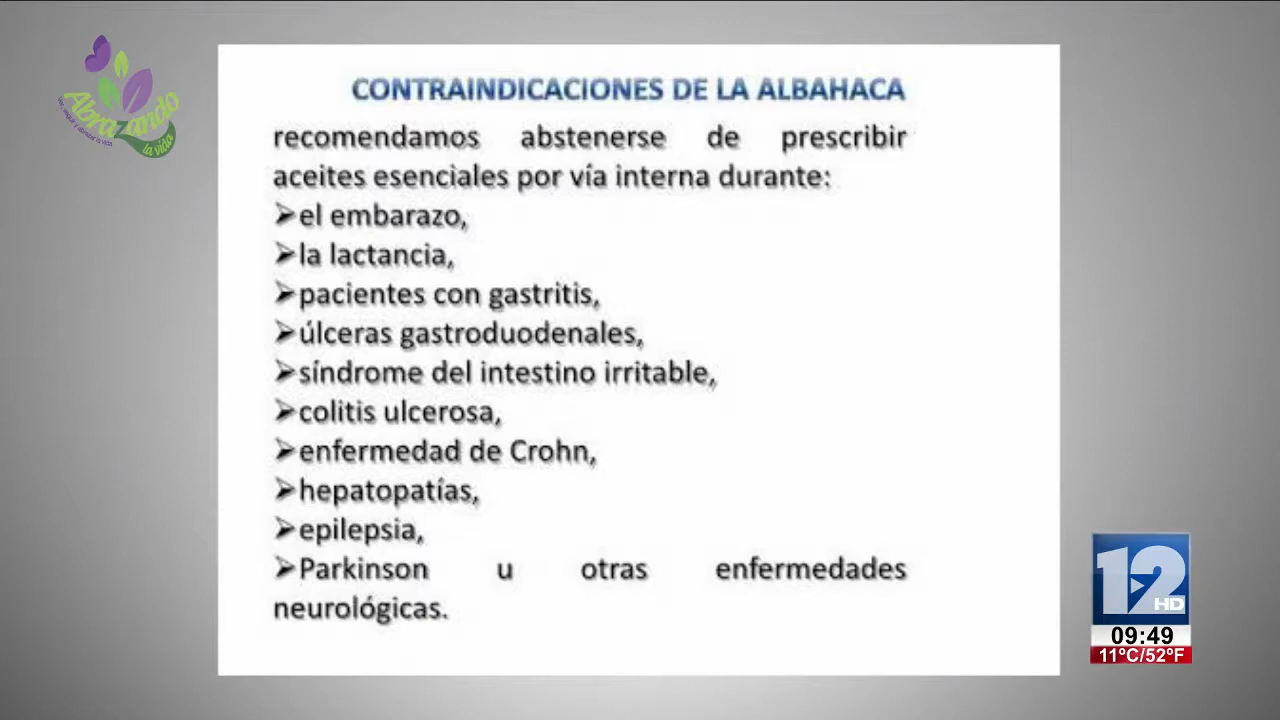 CONTRAINDICACIONES DE LA ALBAHACA
recomendamos abstenerse de prescribir
aceites esenciales por vía interna durante:
➢el embarazo,
➢la lactancia,
➢pacientes con gastritis,
➢úlceras gastroduodenales,
➢síndrome del intestino irritable,
➢colitis ulcerosa,
➢enfermedad de Crohn,
➢hepatopatías,
➢epilepsia,
➢Parkinson u otras enfermedades
neurológicas.
Abrazando
la vida
12
HD
09:49
11°C/52°F